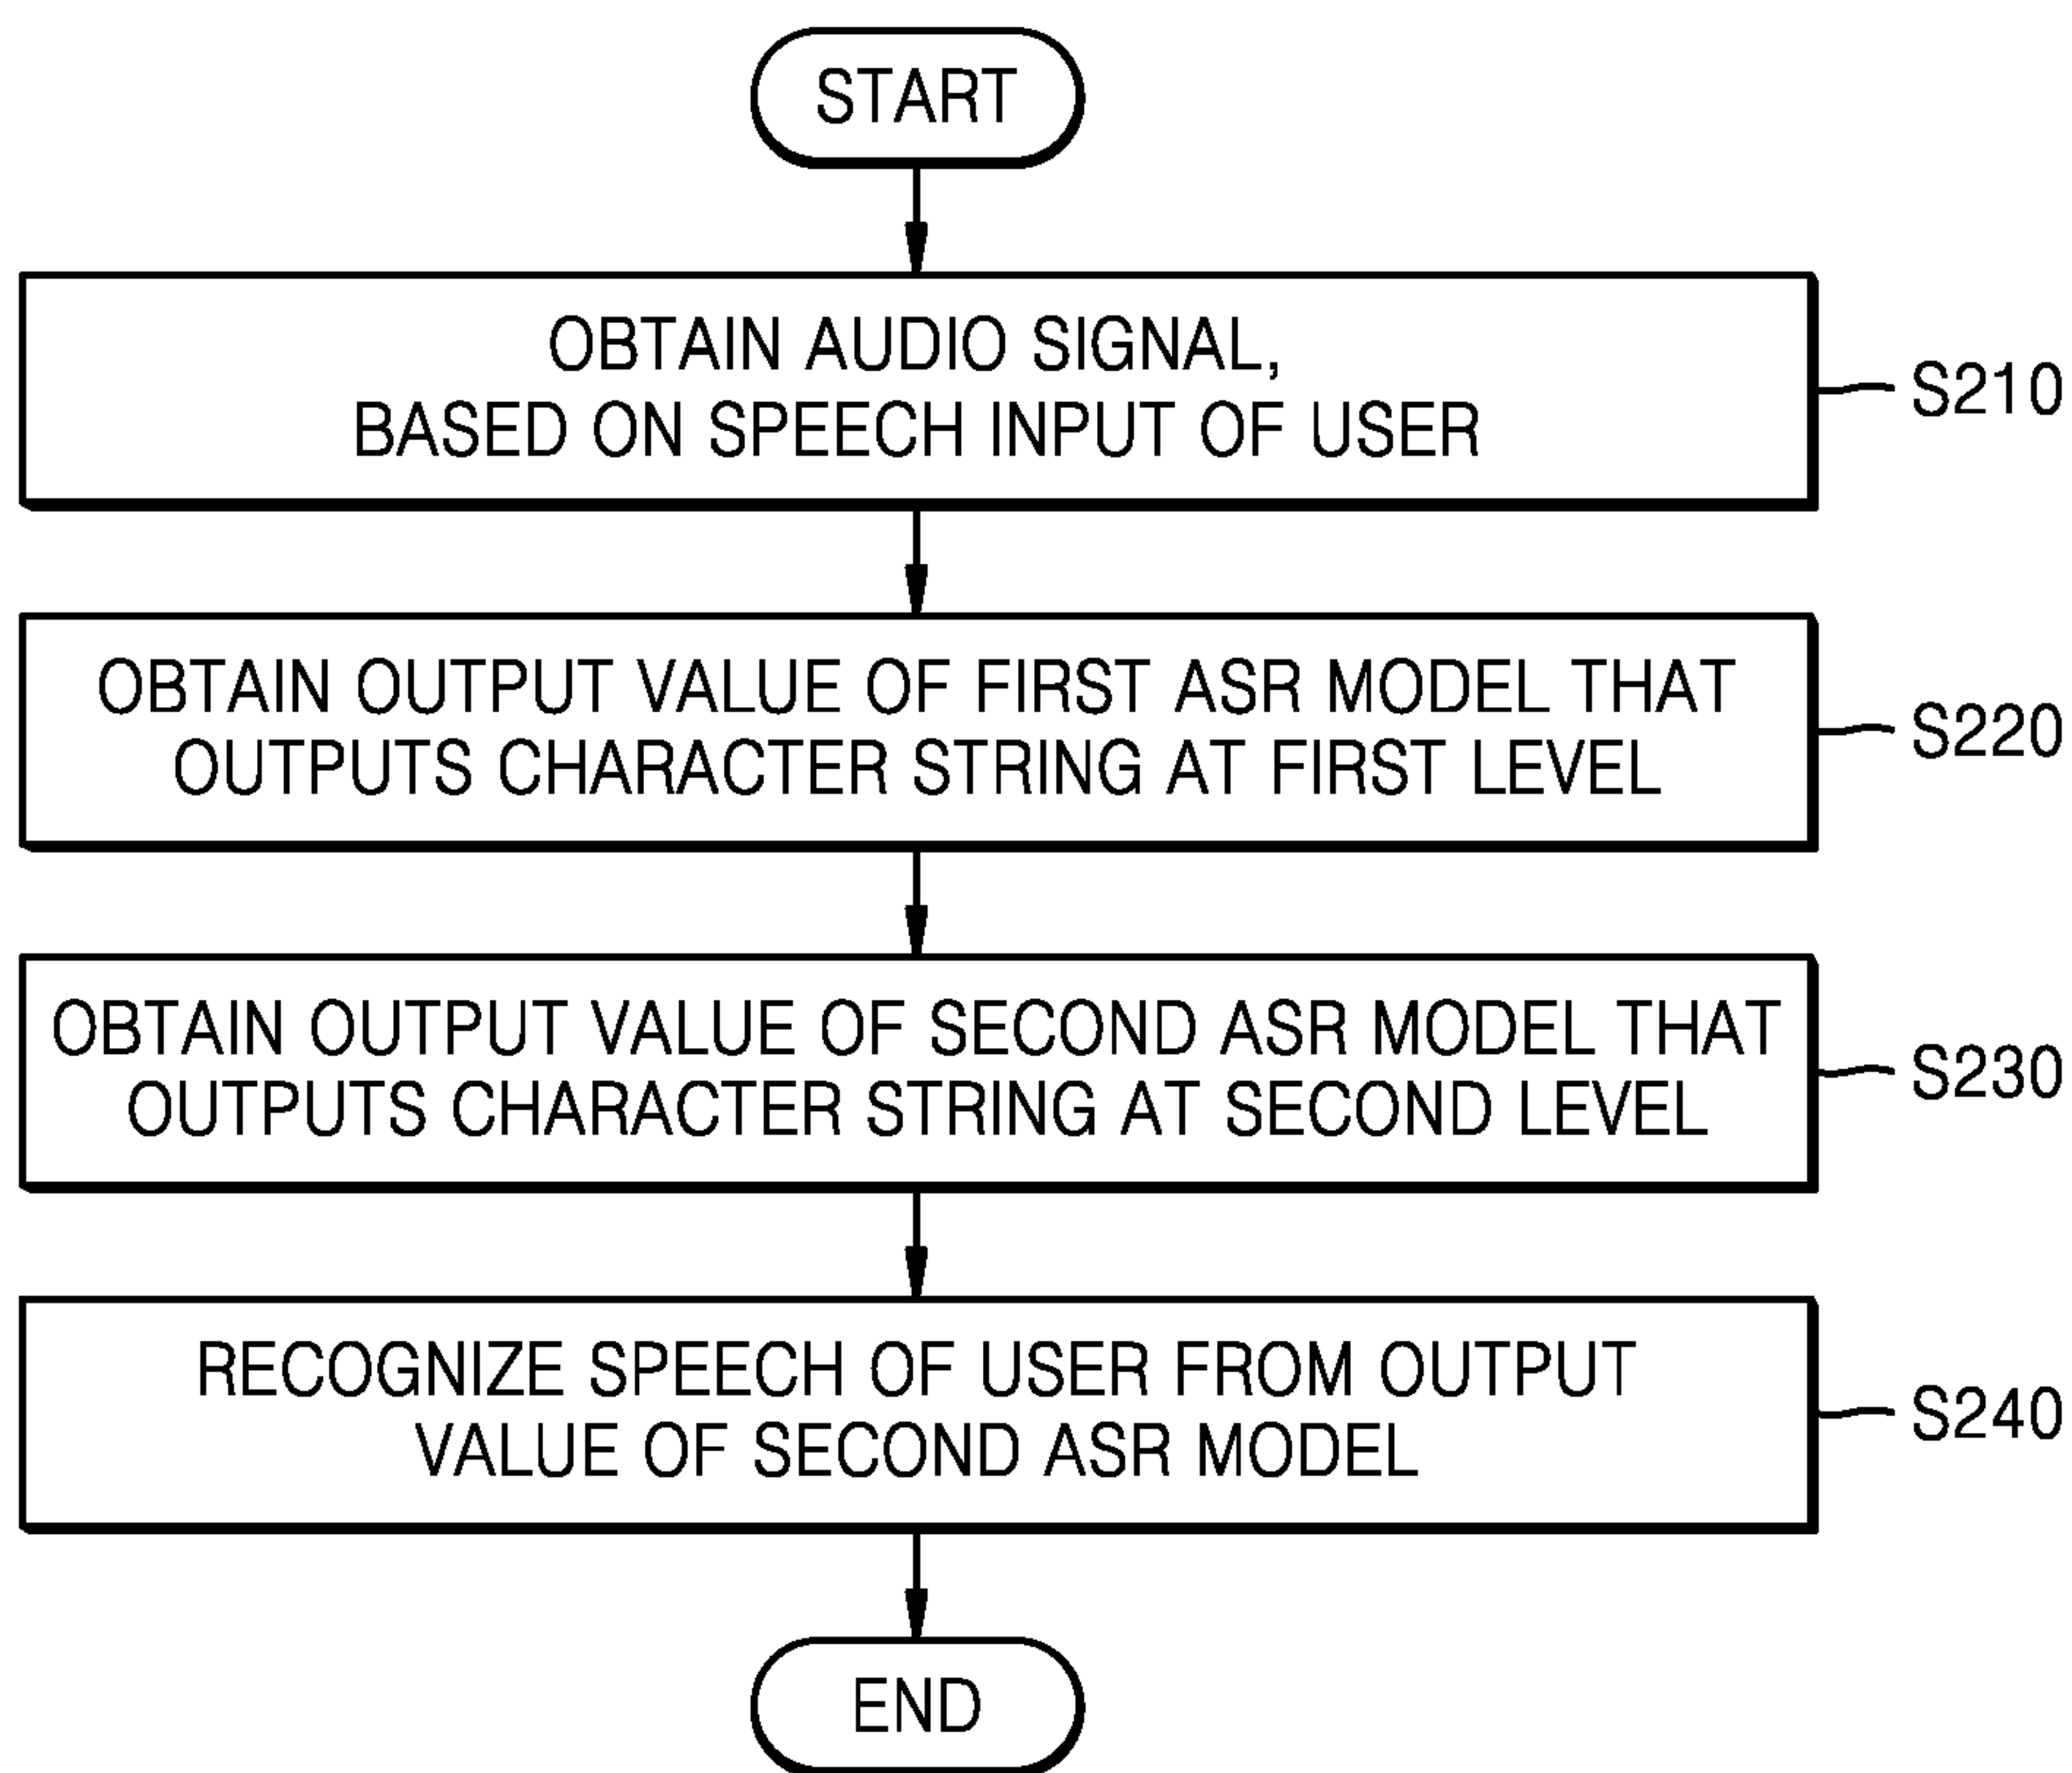 START
OBTAIN AUDIO SIGNAL,
BASED ON SPEECH INPUT OF USER
S210
OBTAIN OUTPUT VALUE OF FIRST ASR MODEL THAT
OUTPUTS CHARACTER STRING AT FIRST LEVEL
S220
OBTAIN OUTPUT VALUE OF SECOND ASR MODEL THAT
OUTPUTS CHARACTER STRING AT SECOND LEVEL
S230
RECOGNIZE SPEECH OF USER FROM OUTPUT
VALUE OF SECOND ASR MODEL
S240
END